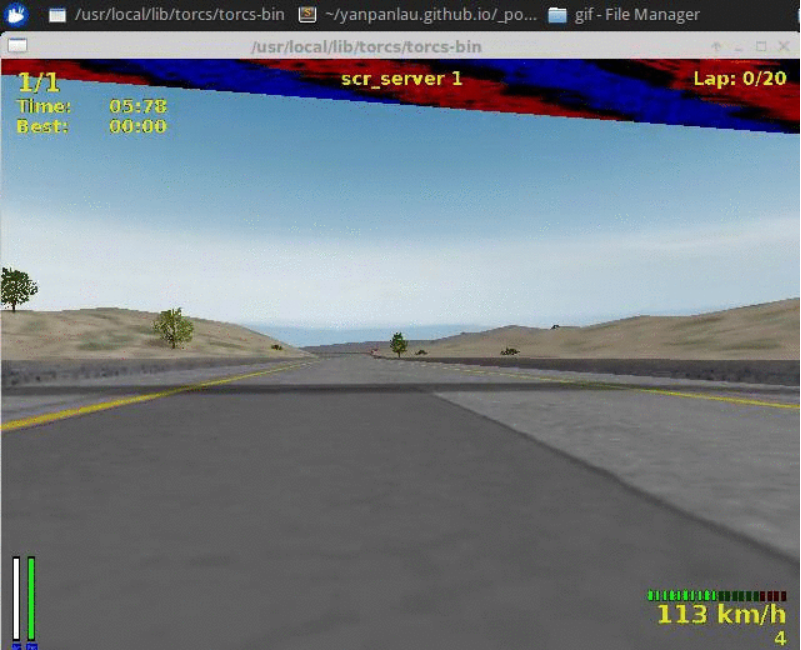 /usr/local/lib/torcs/torcs-bin
~/yanpanlau.github.io/_po...
gif - File Manager
/usr/local/lib/torcs/torcs-bin
1/1
scr_server 1
Lap: 0/20
Time: 05:78
Best: 00:00
113 km/h
4